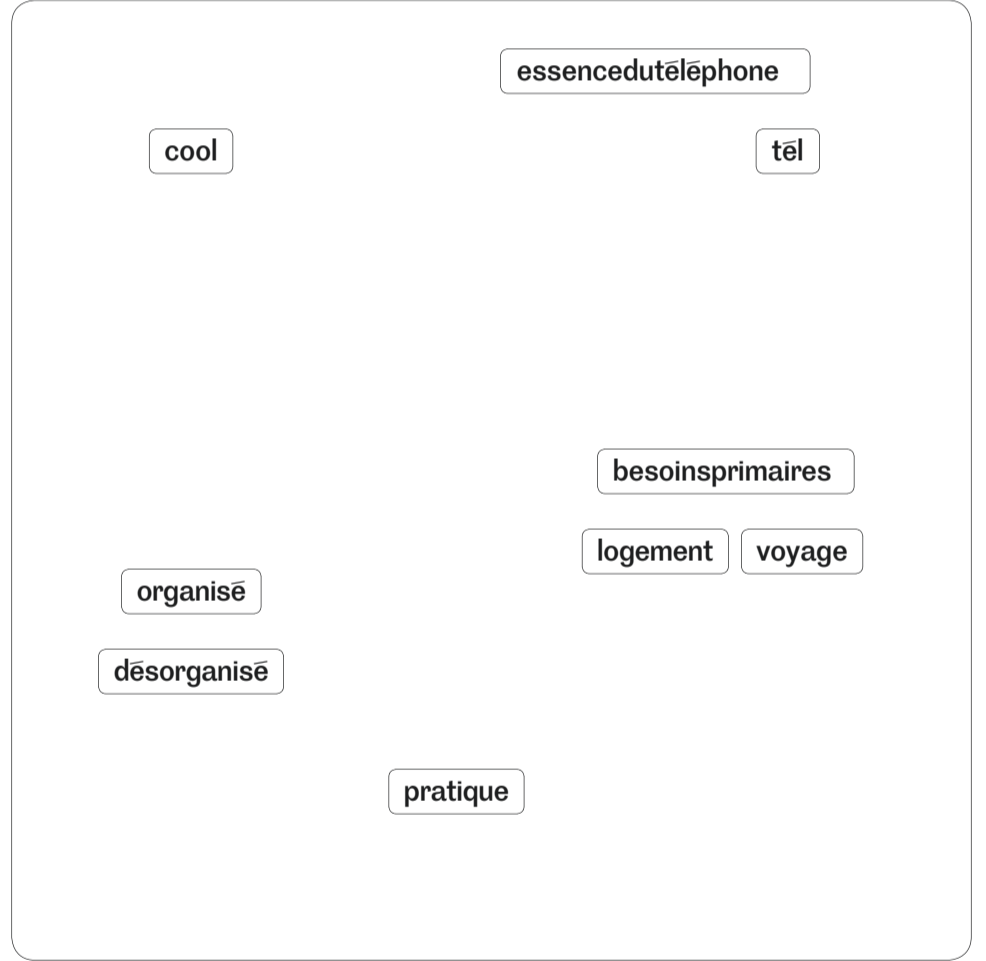 essencedutéléphone
cool
tél
besoinsprimaires
logement
voyage
organisé
désorganisé
pratique